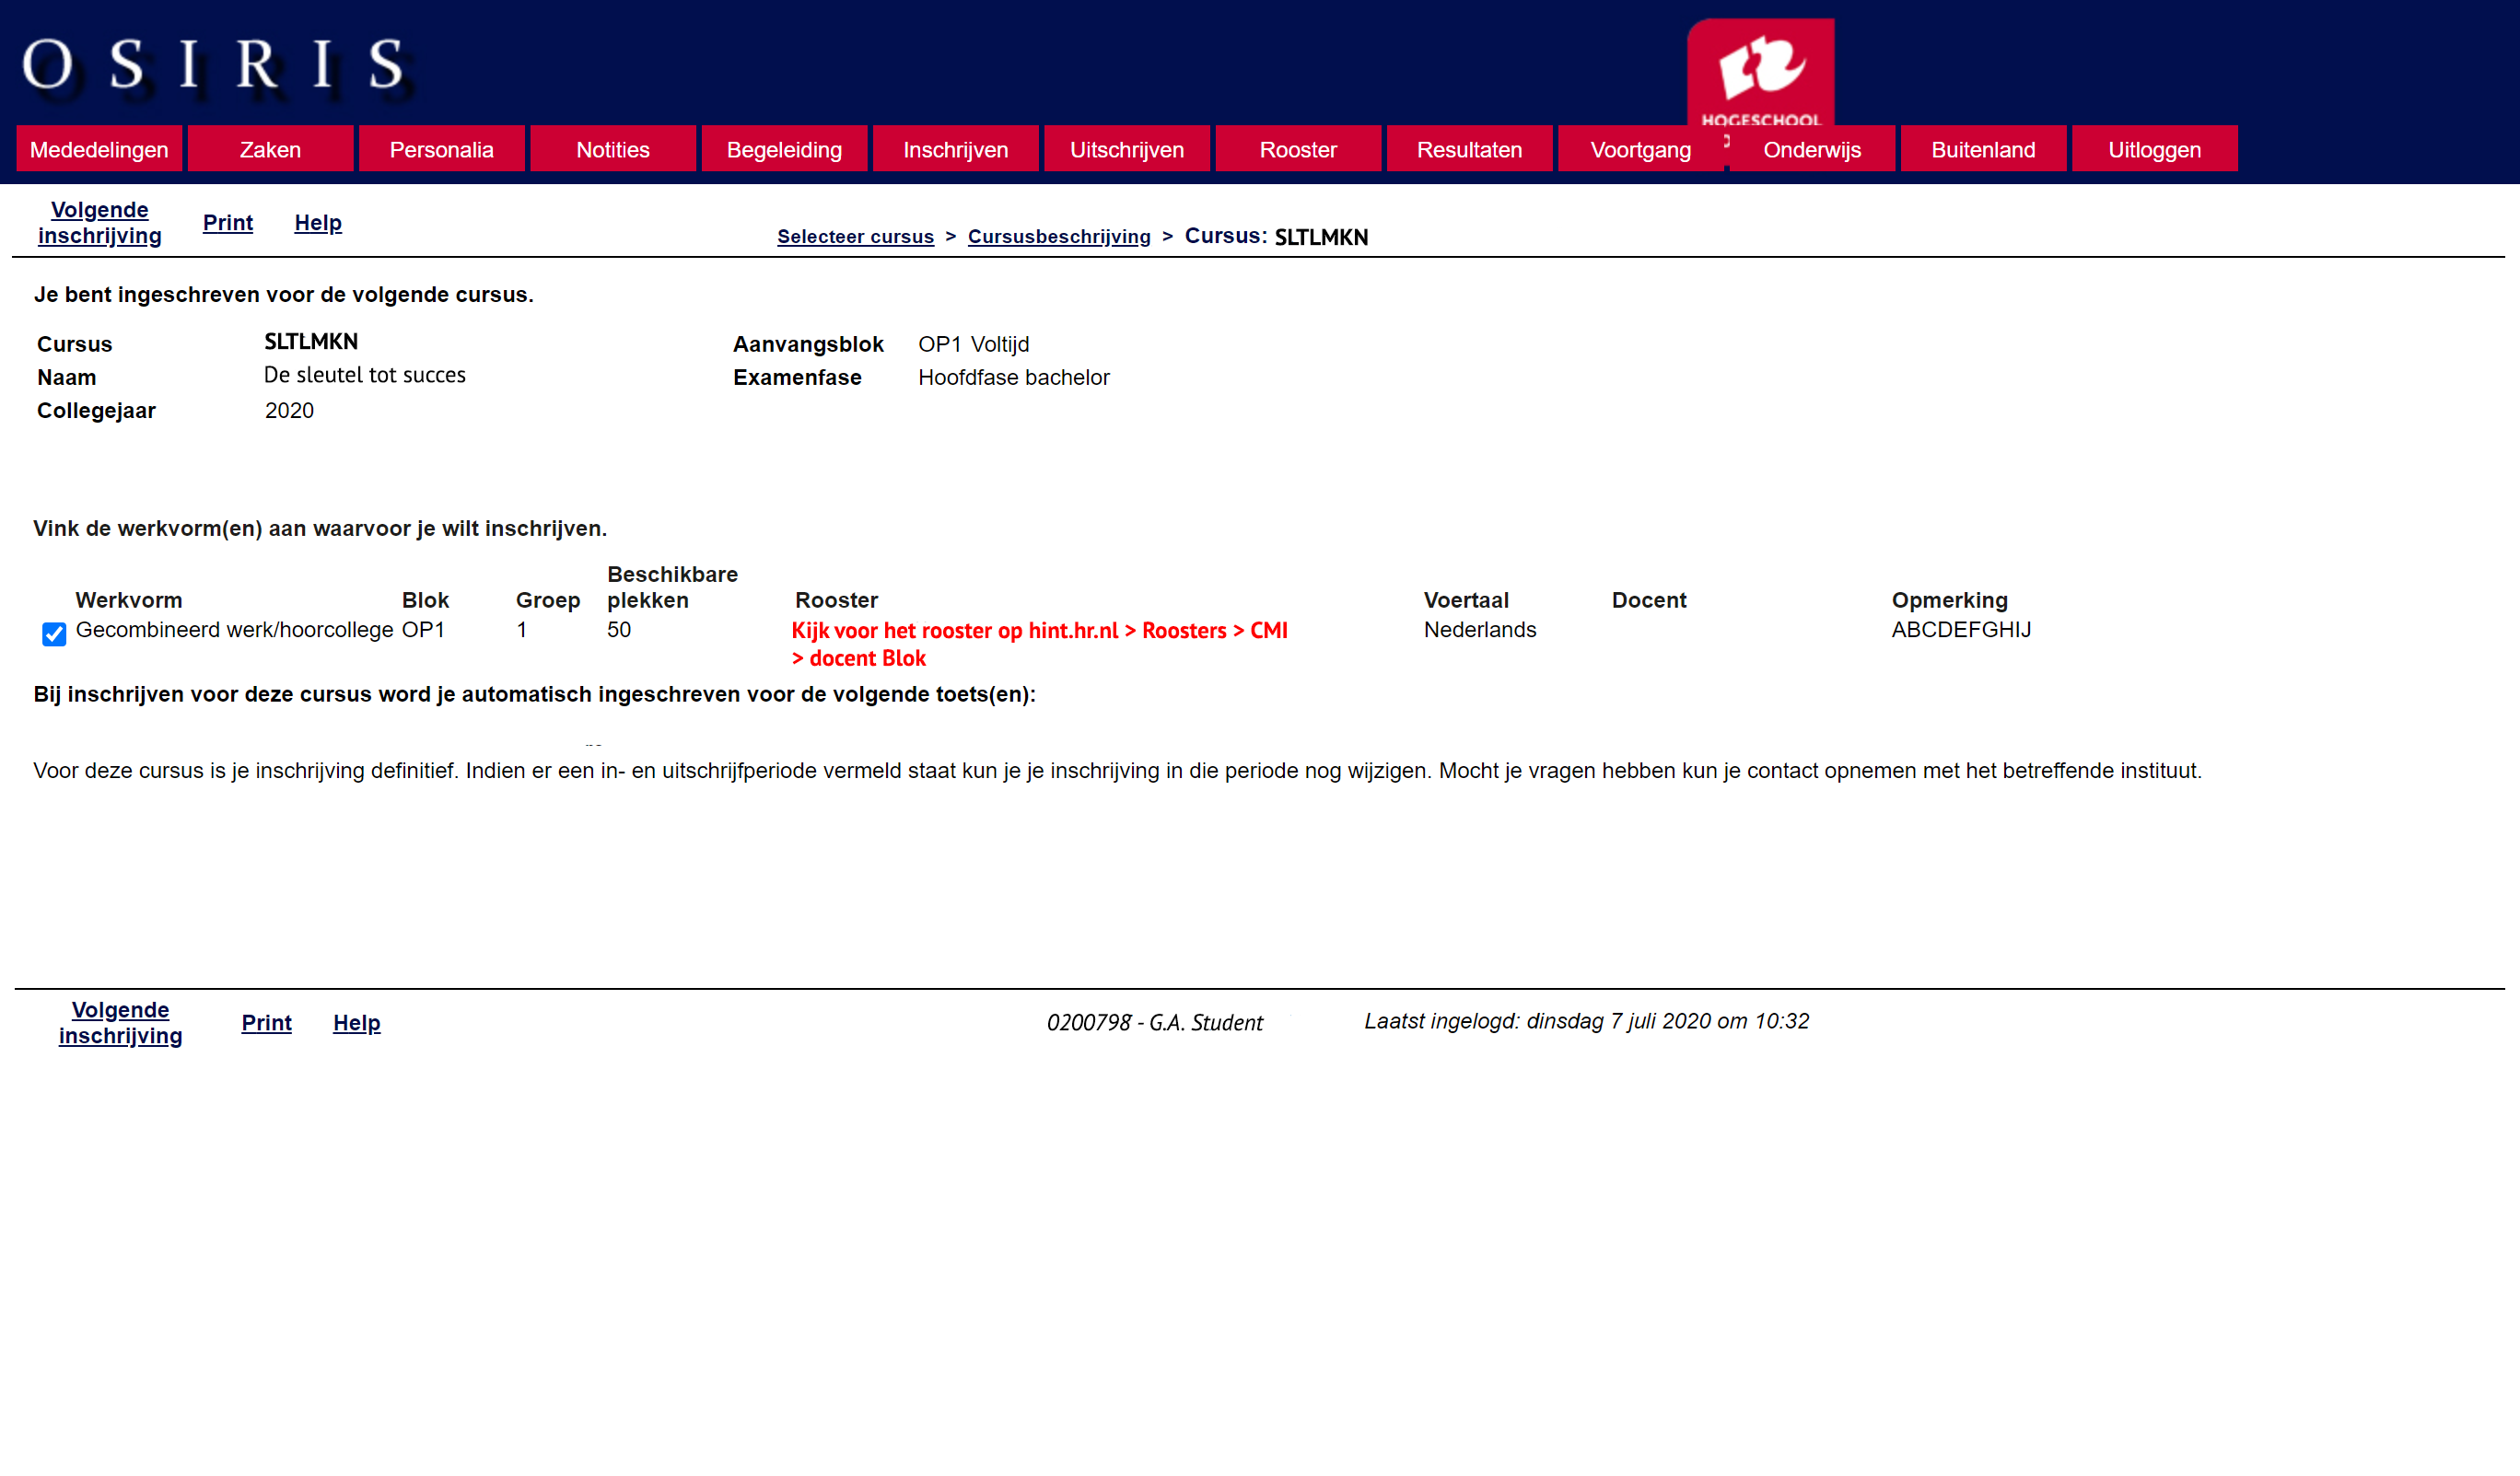 OSIRIS
HOGESCHOOL
Mededelingen Zaken Personalia Notities Begeleiding Inschrijven Uitschrijven Rooster Resultaten Voortgang Onderwijs Buitenland Uitloggen
Volgende inschrijving Print Help
Selecteer cursus > Cursusbeschrijving > Cursus: SLTLMKN
Je bent ingeschreven voor de volgende cursus.
Cursus SLTLMKN Aanvangsblok OP1 Voltijd
Naam De sleutel tot succes Examenfase Hoofdfase bachelor
Collegejaar 2020
Vink de werkvorm(en) aan waarvoor je wilt inschrijven.
Werkvorm Blok Groep Beschikbare plekken Rooster Voertaal Docent Opmerking
Gecombineerd werk/hoorcollege OP1 1 50 Kijk voor het rooster op hint.hr.nl > Roosters > CMI Nederlands ABCDEFGHIJ
> docent Blok
Bij inschrijven voor deze cursus word je automatisch ingeschreven voor de volgende toets(en):
Voor deze cursus is je inschrijving definitief. Indien er een in- en uitschrijfperiode vermeld staat kun je je inschrijving in die periode nog wijzigen. Mocht je vragen hebben kun je contact opnemen met het betreffende instituut.
Volgende inschrijving Print Help
0200798 - G.A. Student Laatst ingelogd: dinsdag 7 juli 2020 om 10:32